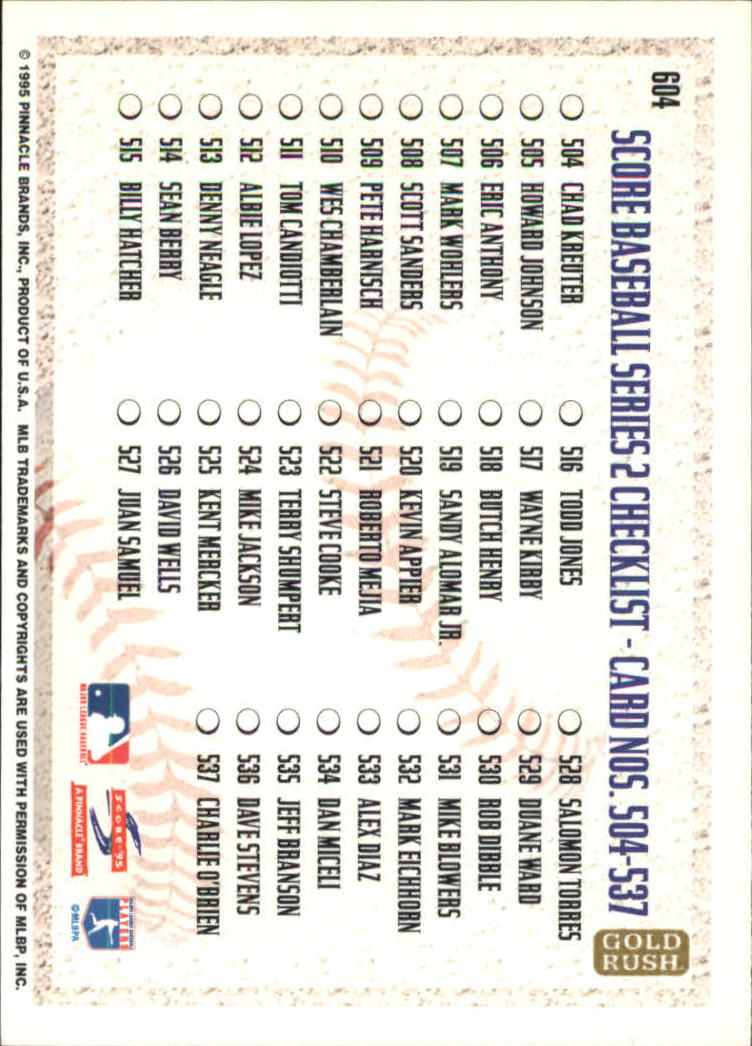 604
SCORE BASEBALL SERIES 2 CHECKLIST - CARD NOS. 504-537
GOLD
RUSH
504 CHAD KREUTER
505 HOWARD JOHNSON
506 ERIC ANTHONY
507 MARK WOHLERS
508 SCOTT SANDERS
509 PETE HARNISCH
510 WES CHAMBERLAIN
511 TOM CANDIOTTI
512 ALBIE LOPEZ
513 DENNY NEAGLE
514 SEAN BERRY
515 BILLY HATCHER
516 TODD JONES
517 WAYNE KIRBY
518 BUTCH HENRY
519 SANDY ALOMAR JR.
520 KEVIN APPIER
521 ROBERTO MEJIA
522 STEVE COOKE
523 TERRY SHUMPERT
524 MIKE JACKSON
525 KENT MERCKER
526 DAVID WELLS
527 JUAN SAMUEL
528 SALOMON TORRES
529 DUANE WARD
530 ROB DIBBLE
531 MIKE BLOWERS
532 MARK EICHHORN
533 ALEX DIAZ
534 DAN MICELI
535 JEFF BRANSON
536 DAVE STEVENS
537 CHARLIE O'BRIEN
MAJOR LEAGUE BASEBALL
SCORE '95
A PINNACLE BRAND
MAJOR LEAGUE BASEBALL
PLAYERS
©MLBPA
© 1995 PINNACLE BRANDS, INC., PRODUCT OF U.S.A. MLB TRADEMARKS AND COPYRIGHTS ARE USED WITH PERMISSION OF MLBP, INC.